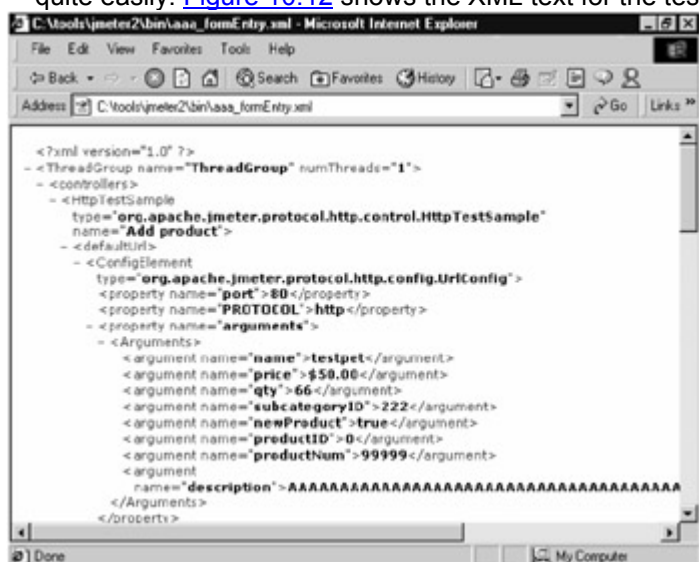 quite easily. Figure 10.12 shows the XML text for the tes
C:\tools\jmeter2\bin\aaa_formEntry.xml - Microsoft Internet Explorer
File Edit View Favorites Tools Help
Back Search Favorites History
Address C:\tools\jmeter2\bin\aaa_formEntry.xml Go Links »
<?xml version="1.0" ?>
- <ThreadGroup name="ThreadGroup" numThreads="1">
- <controllers>
- <HttpTestSample
type="org.apache.jmeter.protocol.http.control.HttpTestSample"
name="Add product">
- <defaultUrl>
- <ConfigElement
type="org.apache.jmeter.protocol.http.config.UrlConfig">
<property name="port">80</property>
<property name="PROTOCOL">http</property>
- <property name="arguments">
- <Arguments>
<argument name="name">testpet</argument>
<argument name="price">$50.00</argument>
<argument name="qty">66</argument>
<argument name="subcategoryID">222</argument>
<argument name="newProduct">true</argument>
<argument name="productID">0</argument>
<argument name="productNum">99999</argument>
<argument
name="description">AAAAAAAAAAAAAAAAAAAAAAAAAAAAAAAAA
</Arguments>
</property>
Done My Computer